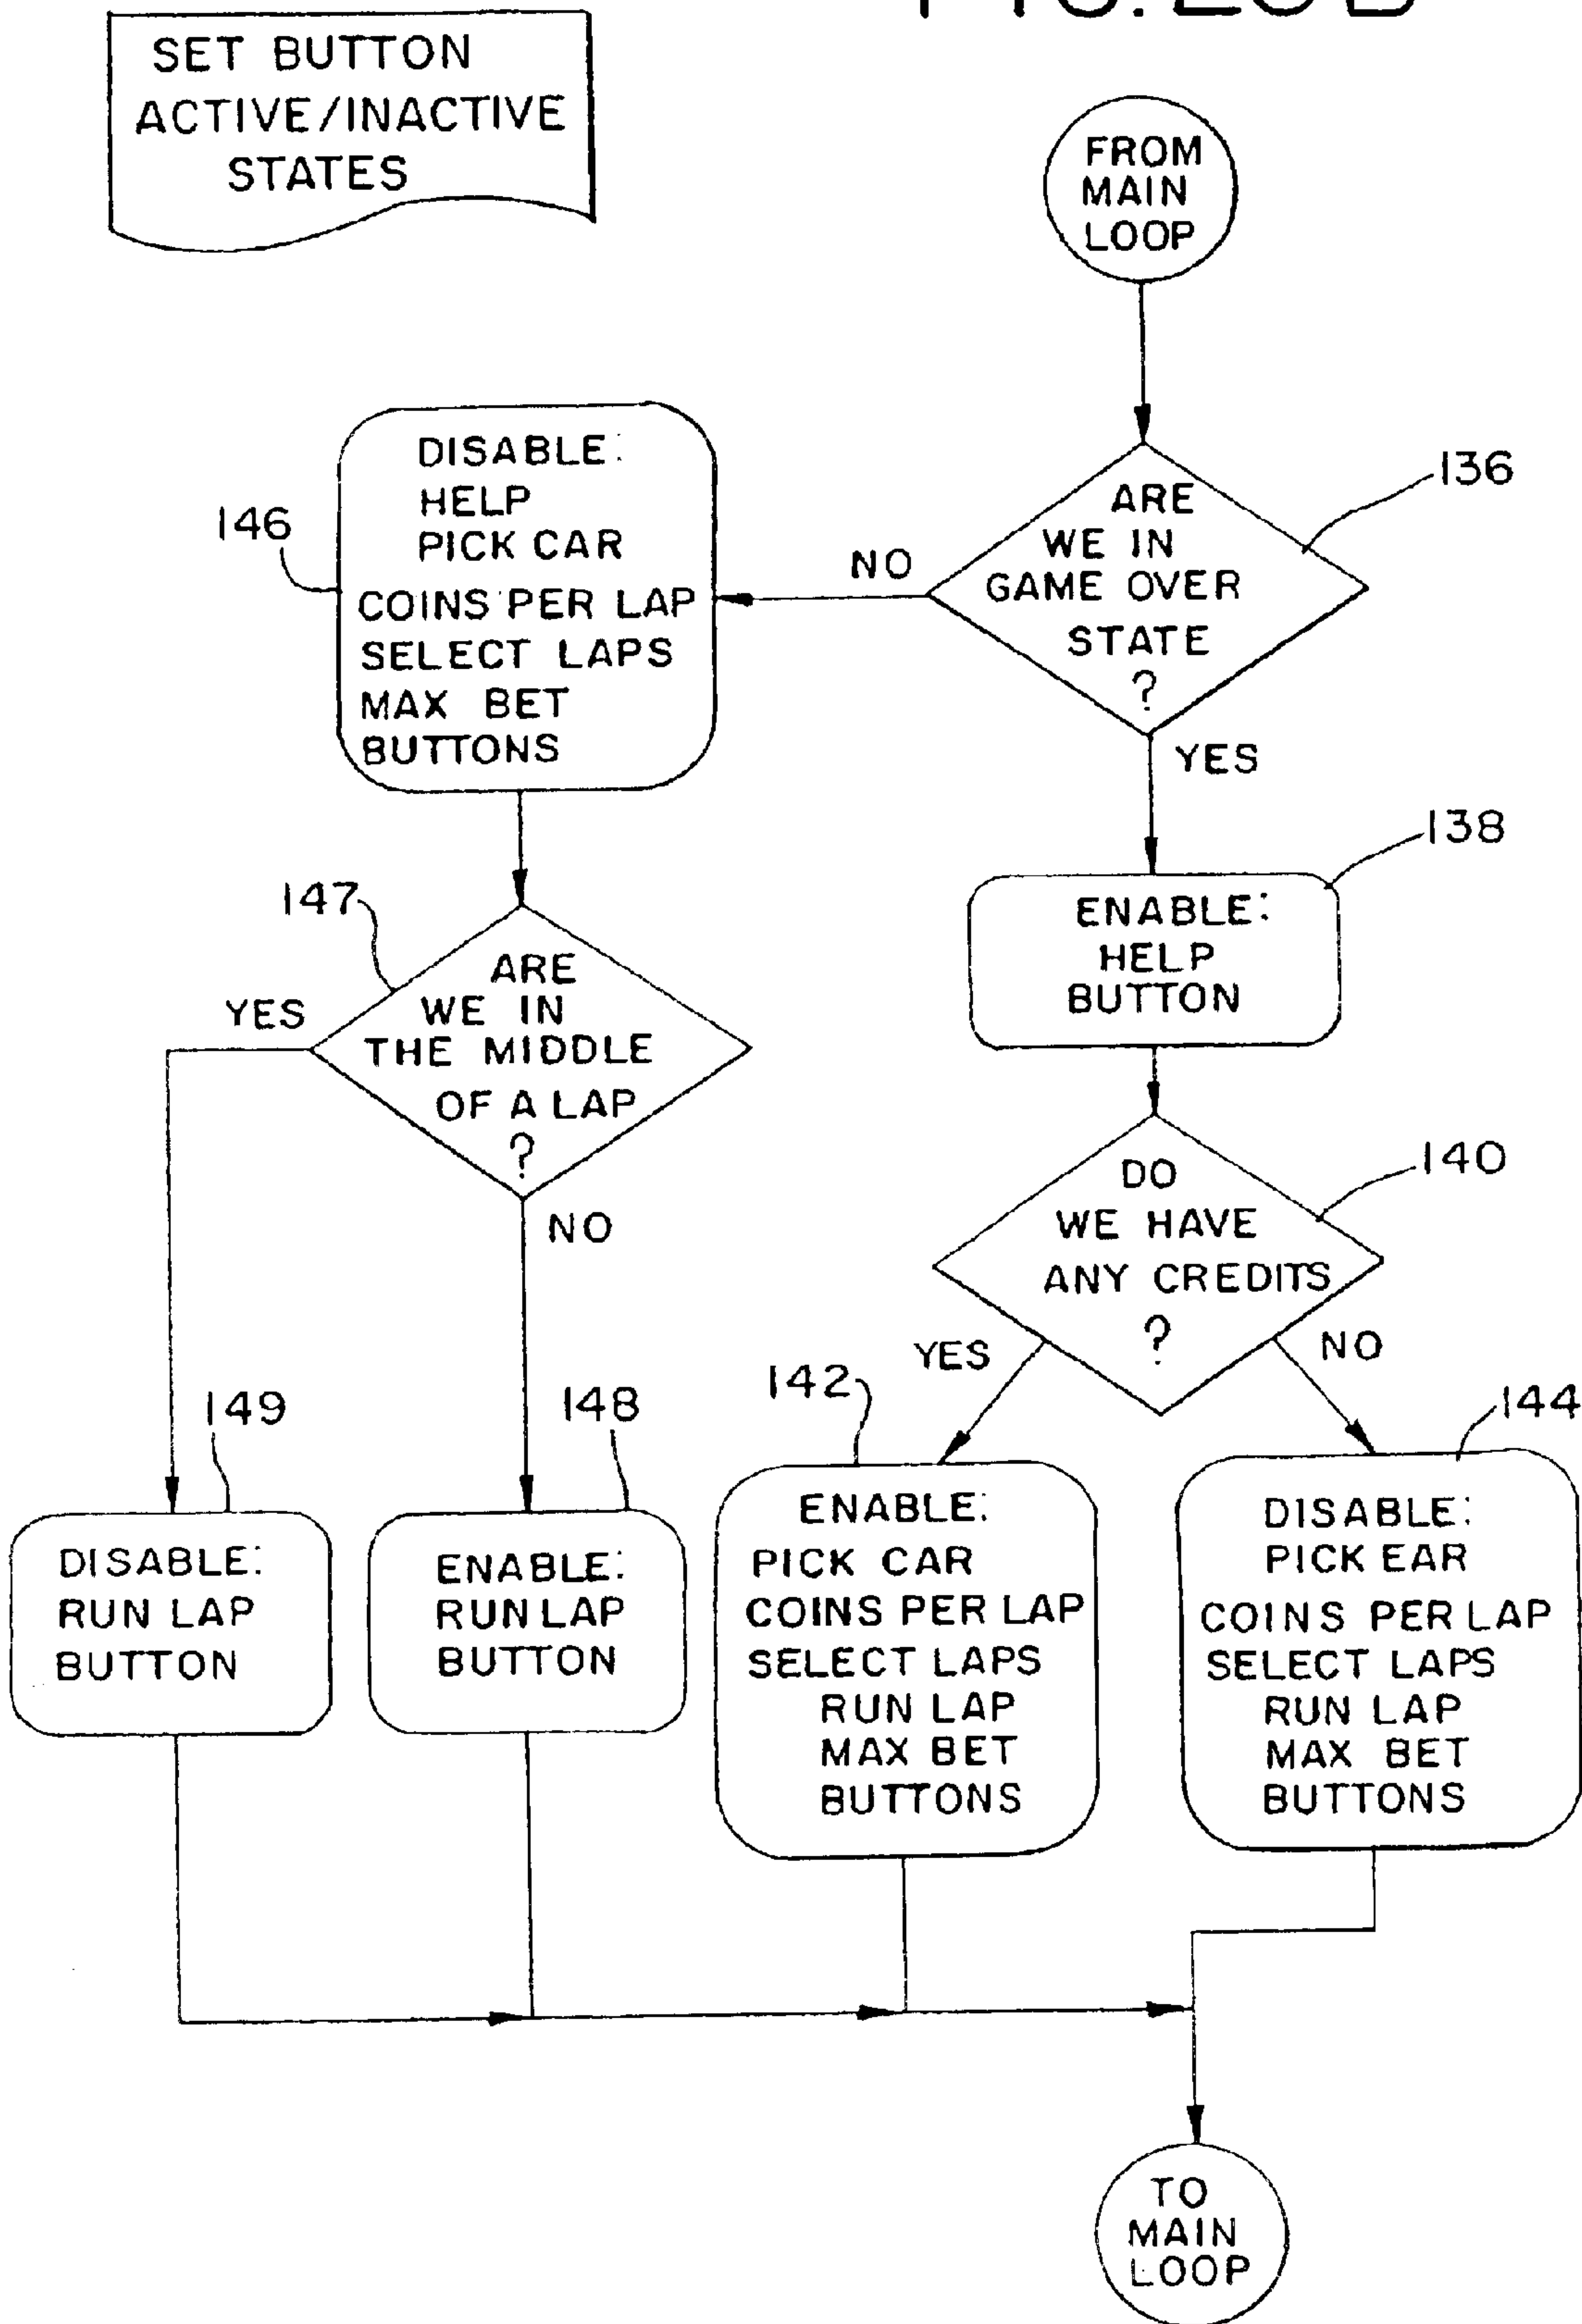 SET BUTTON
ACTIVE/INACTIVE
STATES
FROM
MAIN
LOOP
136
ARE
WE IN
GAME OVER
STATE
?
NO
YES
146
DISABLE:
HELP
PICK CAR
COINS PER LAP
SELECT LAPS
MAX BET
BUTTONS
138
ENABLE:
HELP
BUTTON
147
ARE
WE IN
THE MIDDLE
OF A LAP
?
YES
NO
140
DO
WE HAVE
ANY CREDITS
?
YES
NO
149
DISABLE:
RUN LAP
BUTTON
148
ENABLE:
RUN LAP
BUTTON
142
ENABLE:
PICK CAR
COINS PER LAP
SELECT LAPS
RUN LAP
MAX BET
BUTTONS
144
DISABLE:
PICK EAR
COINS PER LAP
SELECT LAPS
RUN LAP
MAX BET
BUTTONS
TO
MAIN
LOOP